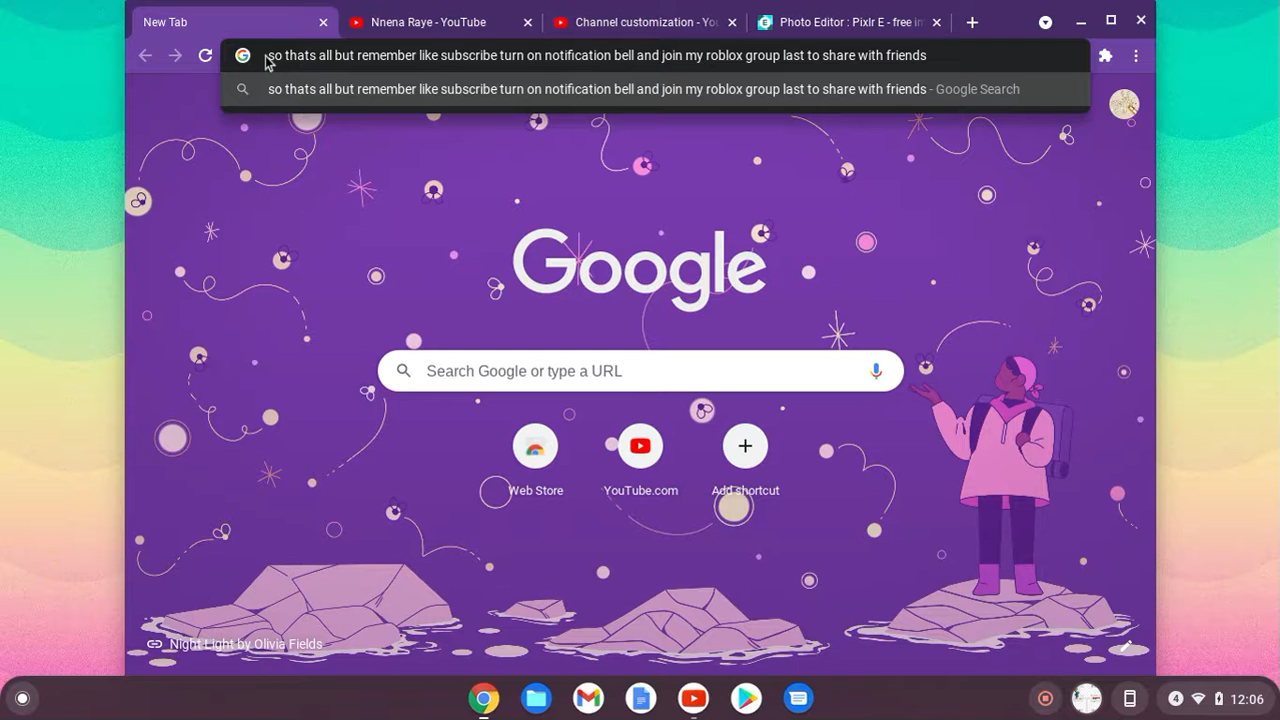 New Tab
Nnena Raye - YouTube
Channel customization - You
Photo Editor : Pixlr E - free im
so thats all but remember like subscribe turn on notification bell and join my roblox group last to share with friends
so thats all but remember like subscribe turn on notification bell and join my roblox group last to share with friends - Google Search
Google
Search Google or type a URL
Web Store
YouTube.com
Add shortcut
Night Light by Olivia Fields
4
12:06